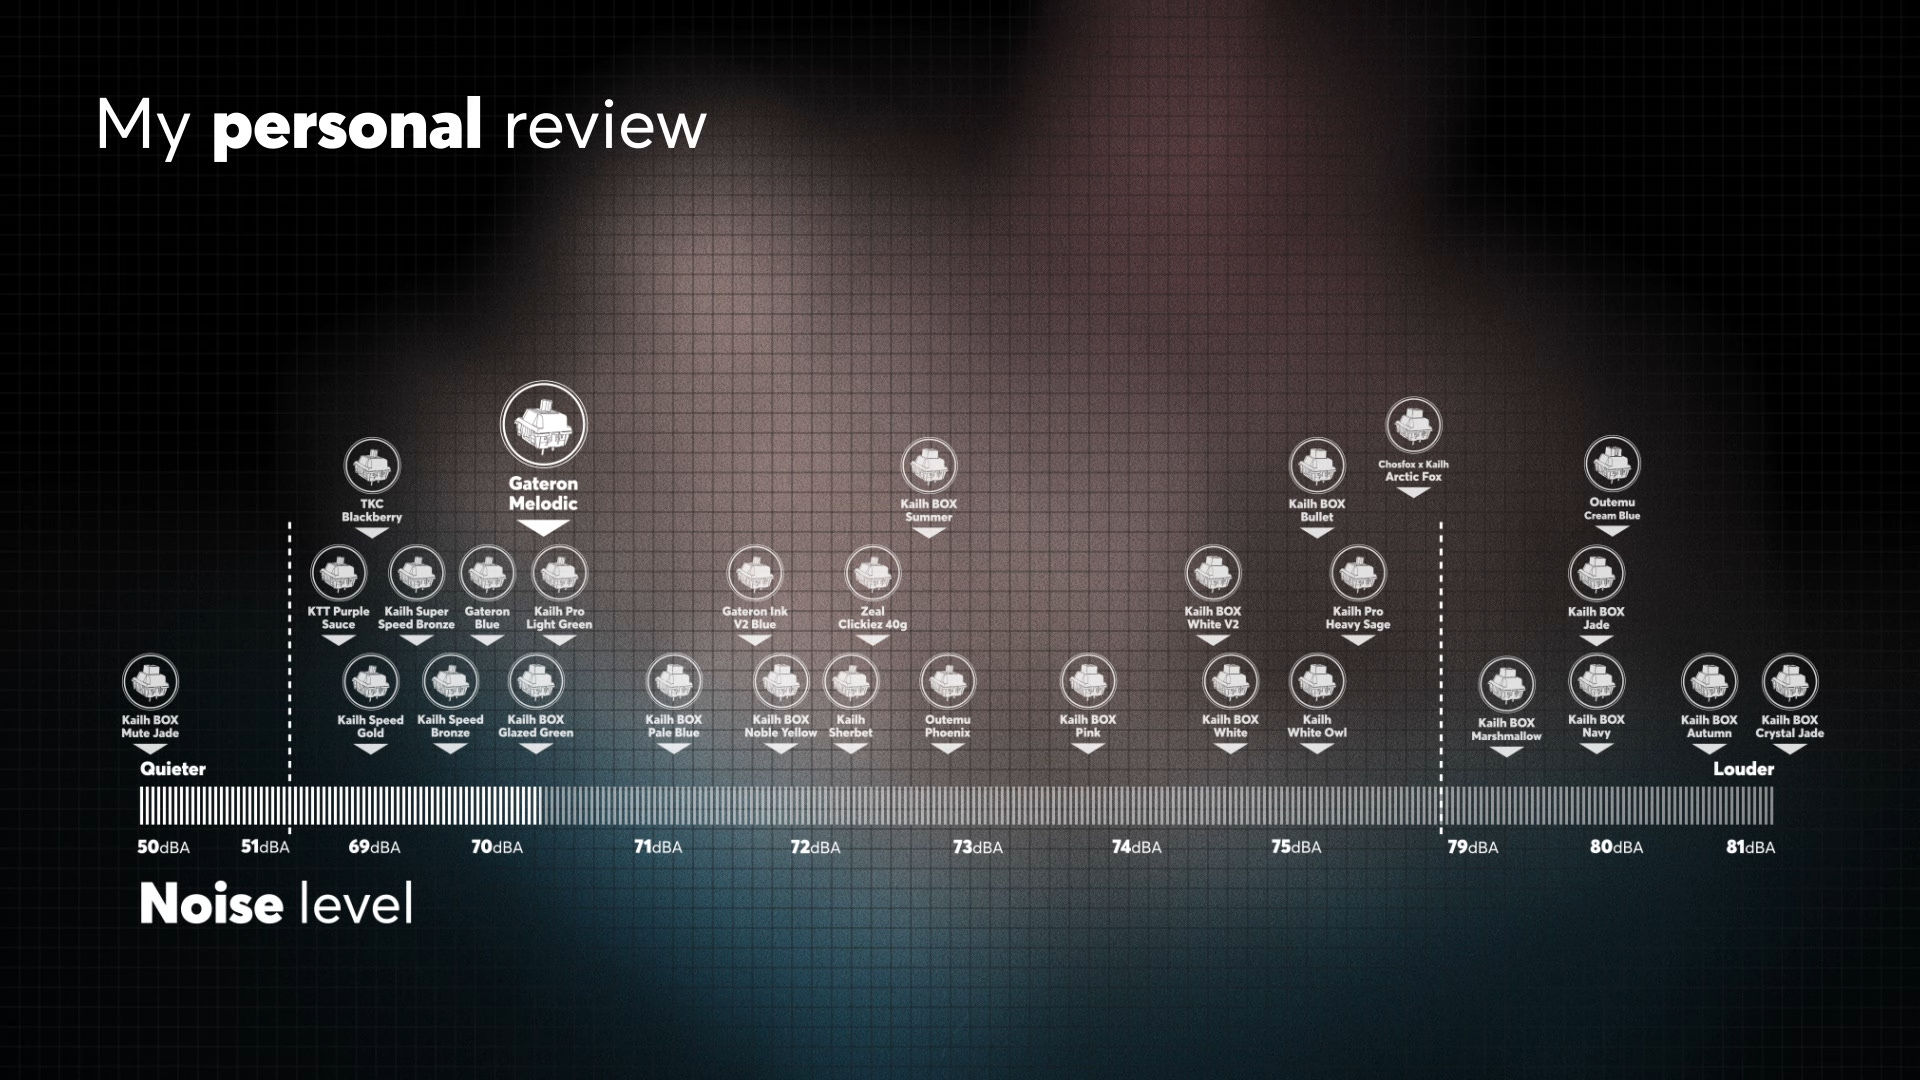 My personal review
Chosfox x Kailh
Arctic Fox
Gateron
Melodic
TKC
Blackberry
Kailh BOX
Summer
Kailh BOX
Bullet
Outemu
Cream Blue
KTT Purple
Sauce
Kailh Super
Speed Bronze
Gateron
Blue
Kailh Pro
Light Green
Gateron Ink
V2 Blue
Zeal
Clickiez 40g
Kailh BOX
White V2
Kailh Pro
Heavy Sage
Kailh BOX
Jade
Kailh BOX
Mute Jade
Kailh Speed
Gold
Kailh Speed
Bronze
Kailh BOX
Glazed Green
Kailh BOX
Pale Blue
Kailh BOX
Noble Yellow
Kailh
Sherbet
Outemu
Phoenix
Kailh BOX
Pink
Kailh BOX
White
Kailh
White Owl
Kailh BOX
Marshmallow
Kailh BOX
Navy
Kailh BOX
Autumn
Kailh BOX
Crystal Jade
Quieter
Louder
50dBA
51dBA
69dBA
70dBA
71dBA
72dBA
73dBA
74dBA
75dBA
79dBA
80dBA
81dBA
Noise level